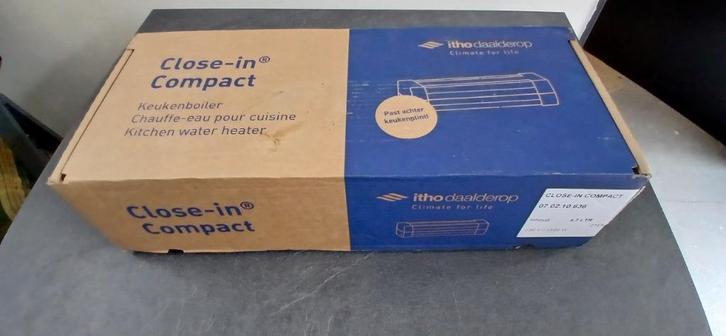 Close-in®
Compact
Keukenboiler
Chauffe-eau pour cuisine
Kitchen water heater
ithodaalderop
Climate for life
Past achter
keukenplint!
Close-in®
Compact
ithodaalderop
Climate for life
CLOSE-IN COMPACT
07.02.10.636
Inhoud